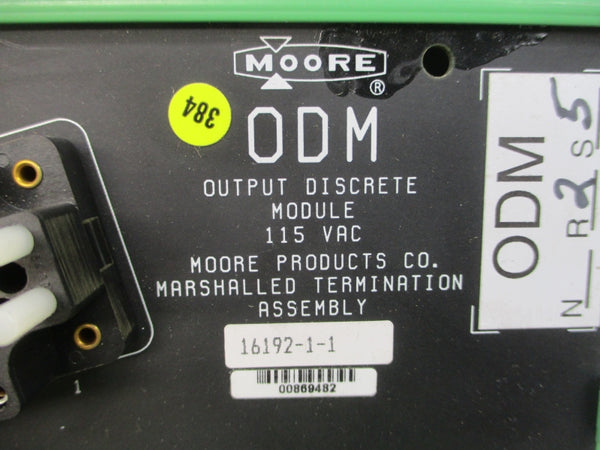 MOORE
®
384
ODM
OUTPUT DISCRETE
MODULE
115 VAC
MOORE PRODUCTS CO.
MARSHALLED TERMINATION
ASSEMBLY
16192-1-1
00869482
1
ODM
N R 2 S 5